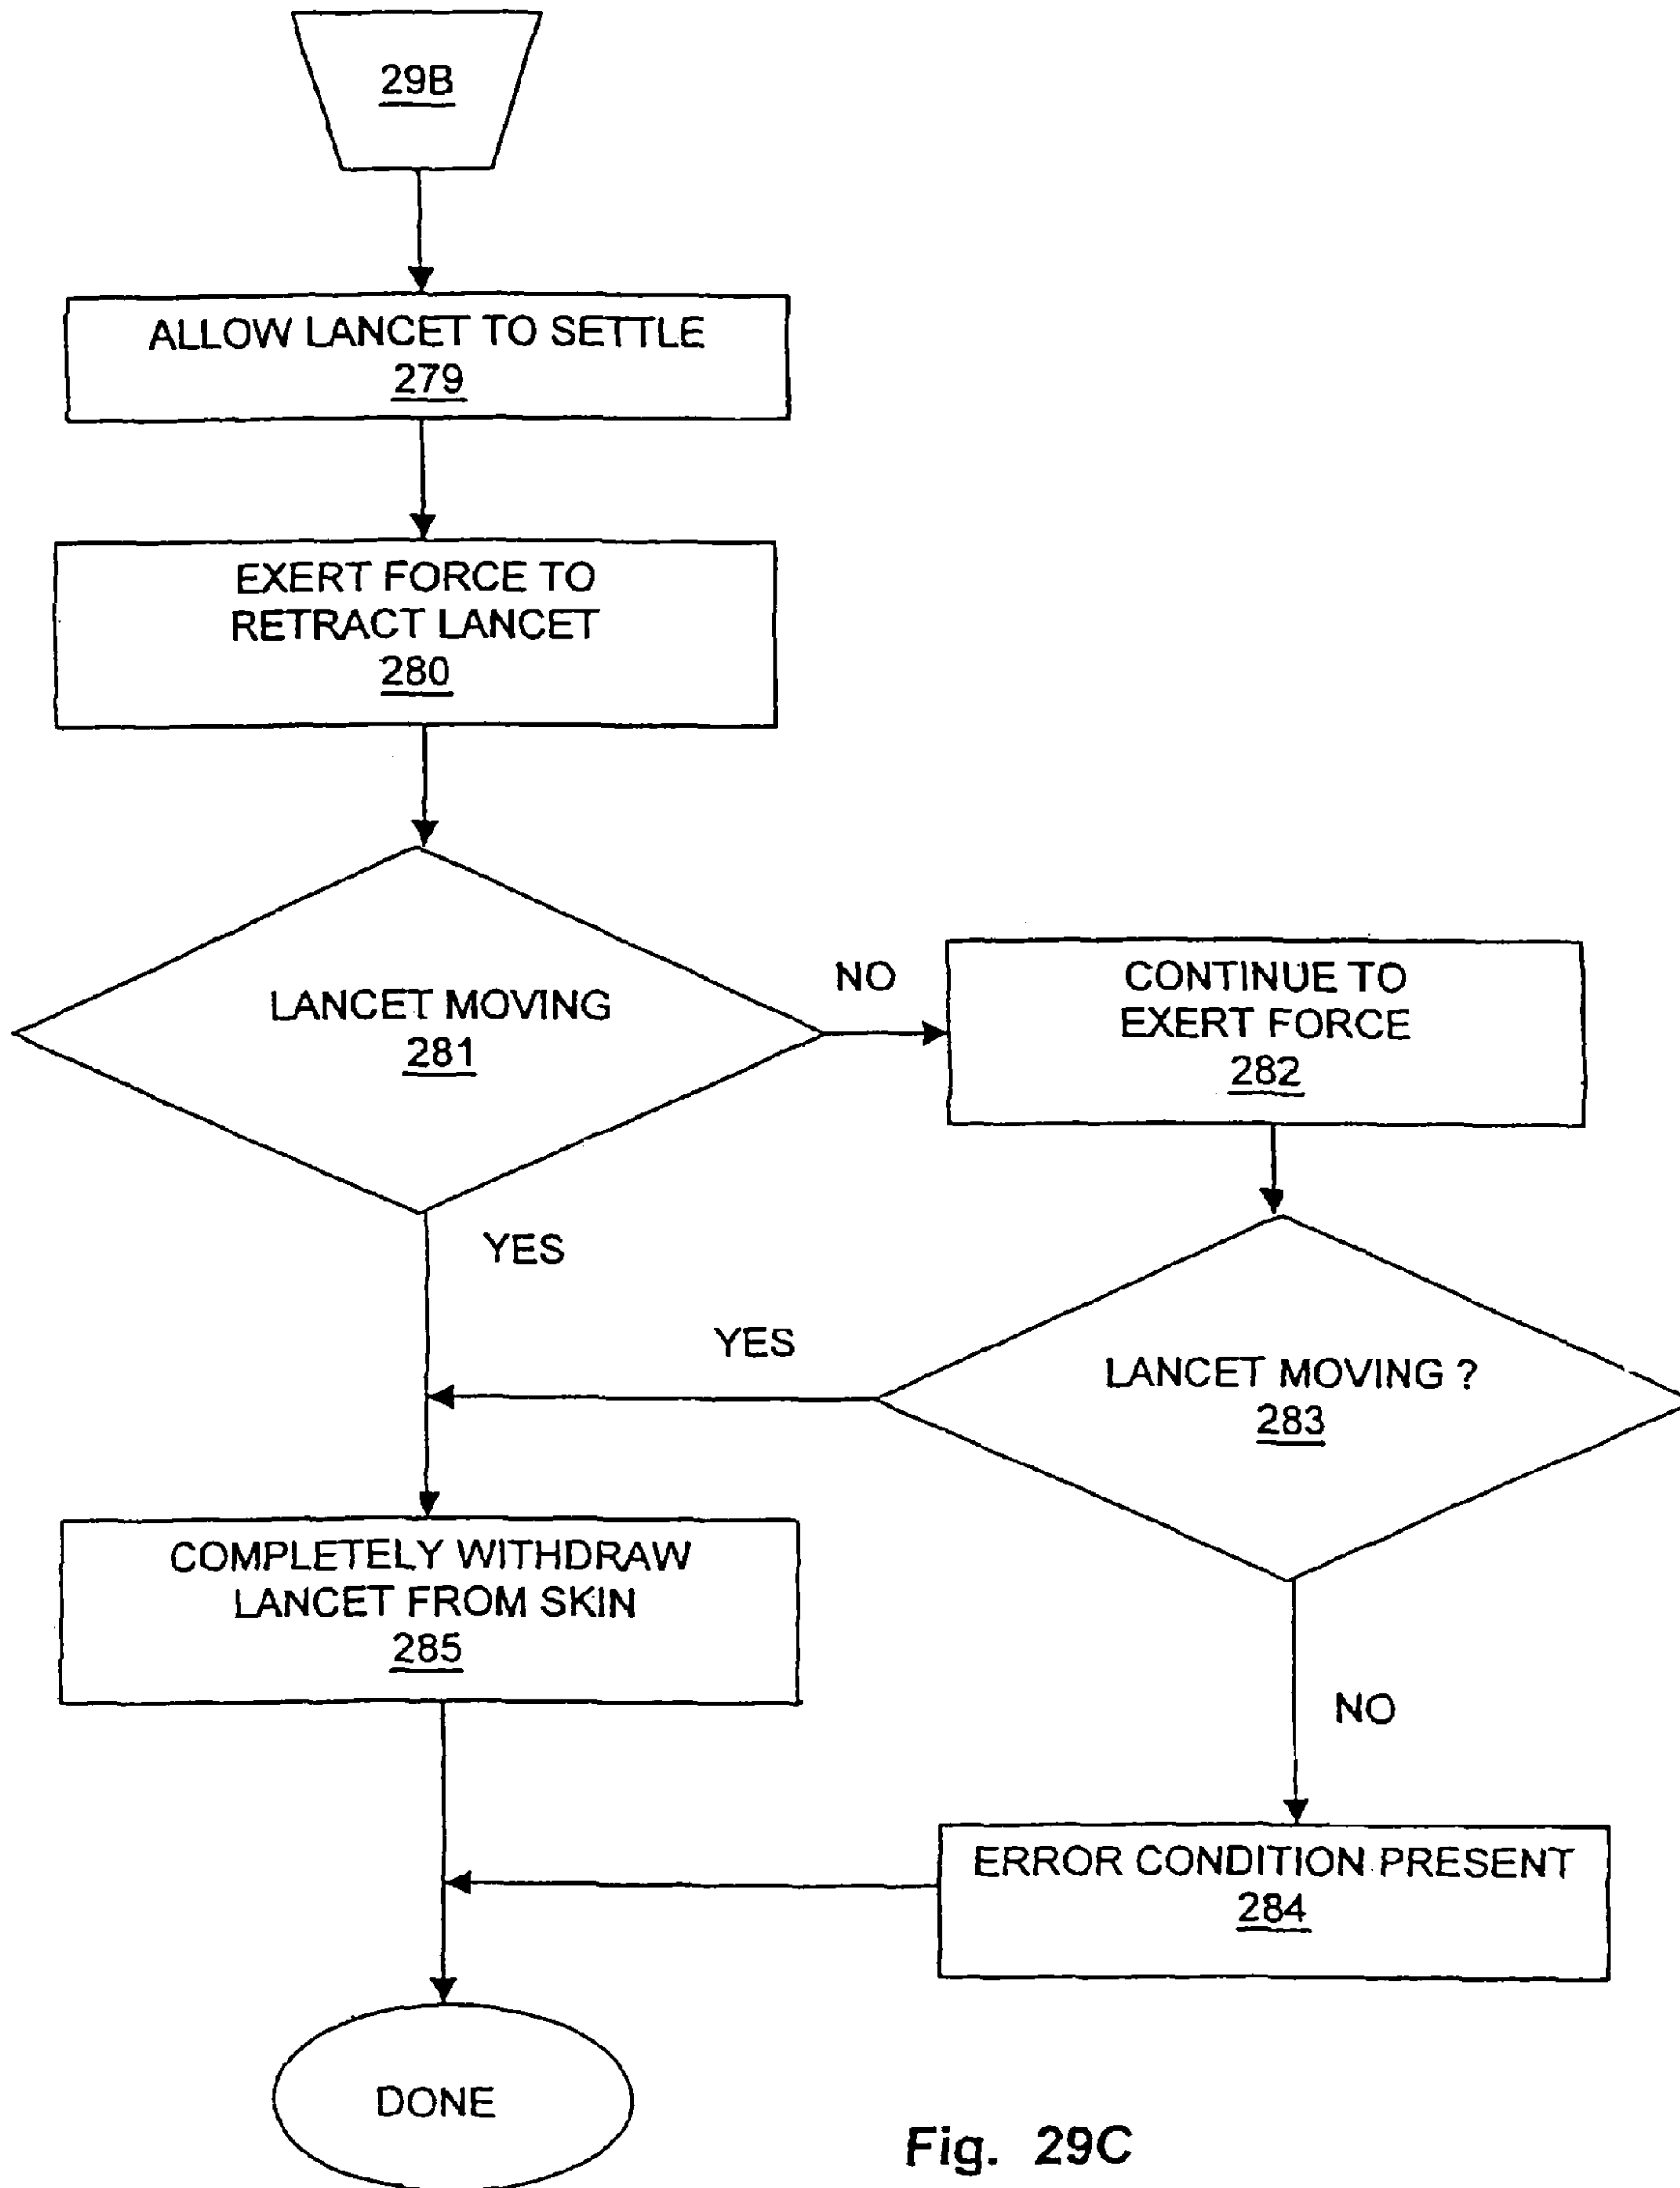 29B
ALLOW LANCET TO SETTLE
279
EXERT FORCE TO
RETRACT LANCET
280
LANCET MOVING
281
NO
CONTINUE TO
EXERT FORCE
282
YES
LANCET MOVING ?
283
YES
COMPLETELY WITHDRAW
LANCET FROM SKIN
285
NO
ERROR CONDITION PRESENT
284
DONE
Fig. 29C